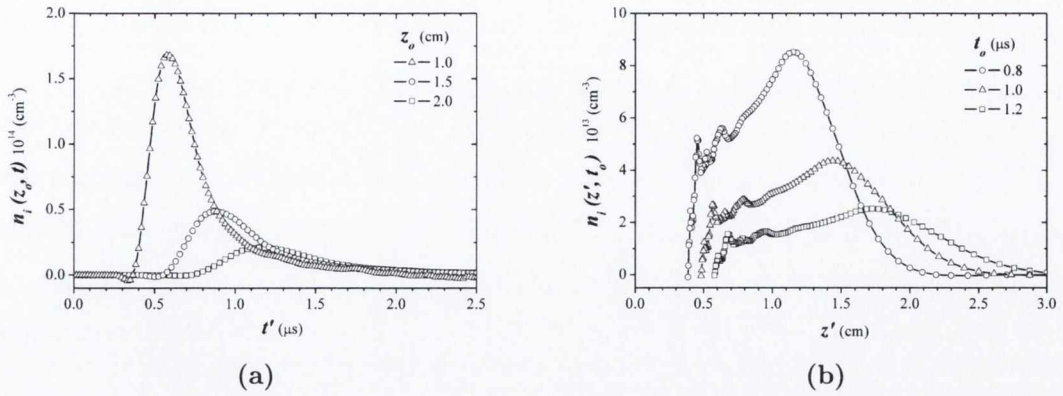 2.0
1.5
1.0
0.5
0.0
n_i (z_o, t) 10^14 (cm^-3)
z_o (cm)
1.0
1.5
2.0
0.0 0.5 1.0 1.5 2.0 2.5
t' (μs)
(a)
10
8
6
4
2
0
n_i (z', t_o) 10^13 (cm^-3)
t_o (μs)
0.8
1.0
1.2
0.0 0.5 1.0 1.5 2.0 2.5 3.0
z' (cm)
(b)